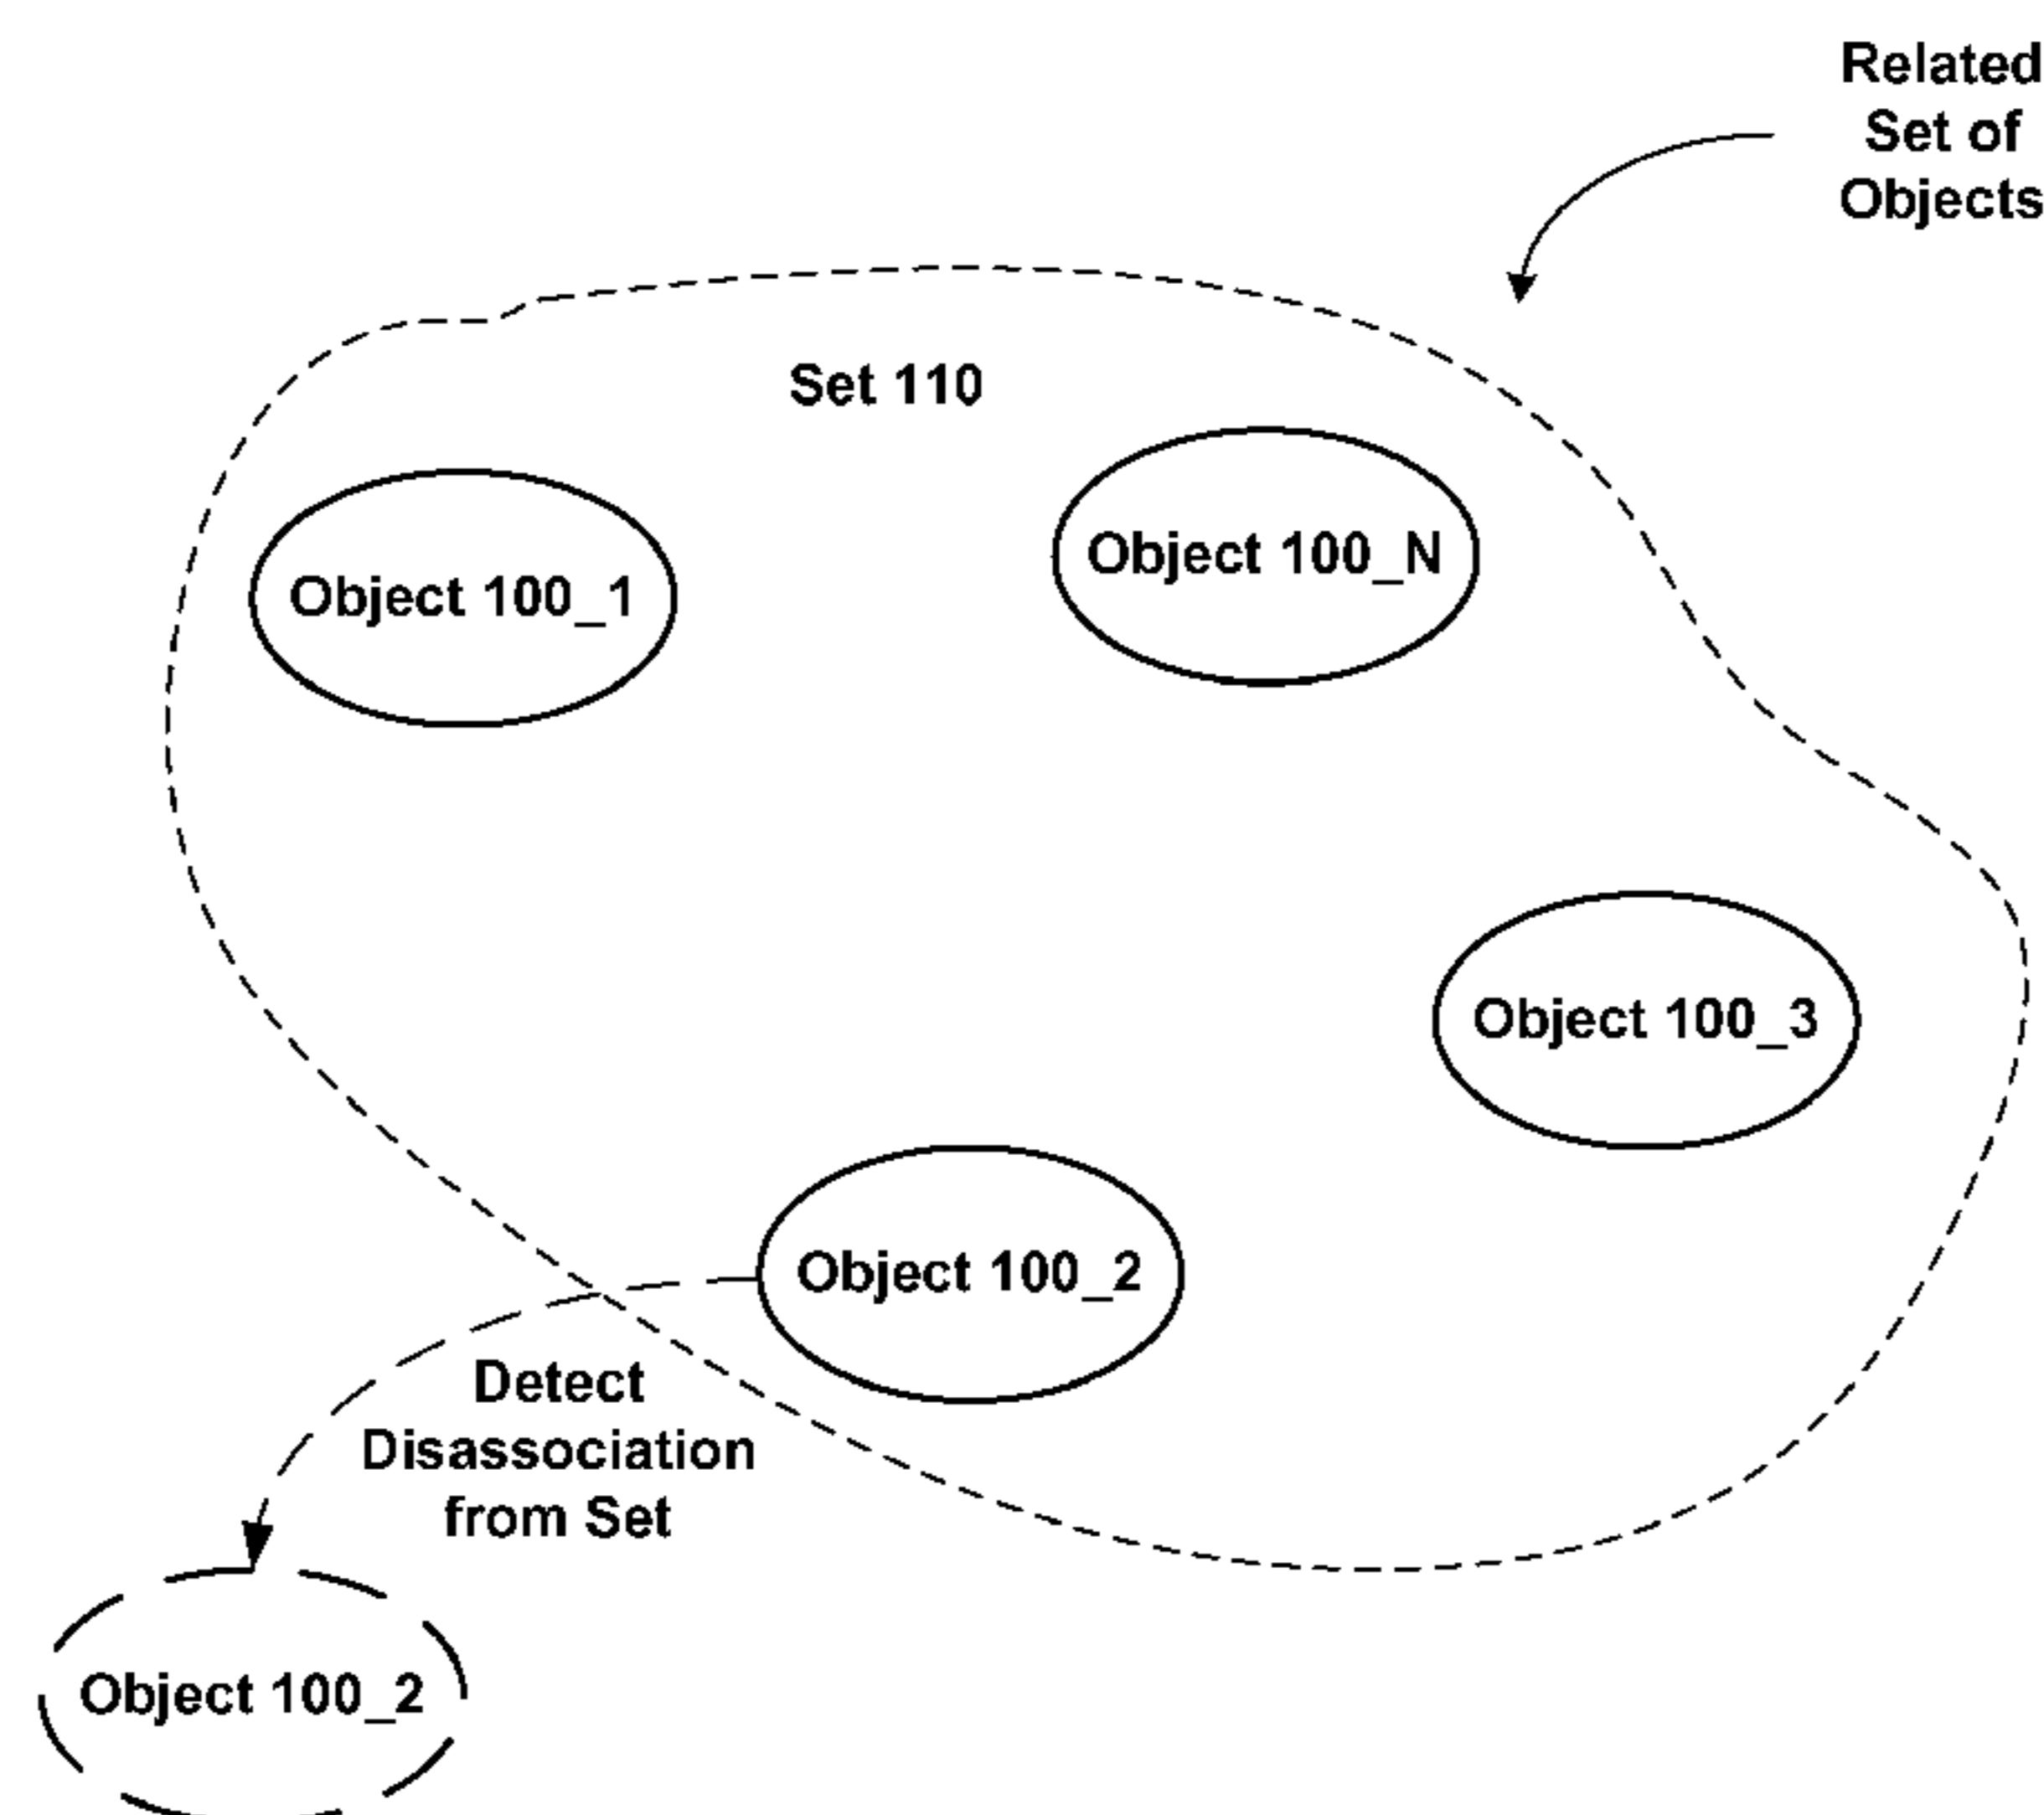 Related
Set of
Objects
Set 110
Object 100_1
Object 100_N
Object 100_3
Object 100_2
Detect
Disassociation
from Set
Object 100_2